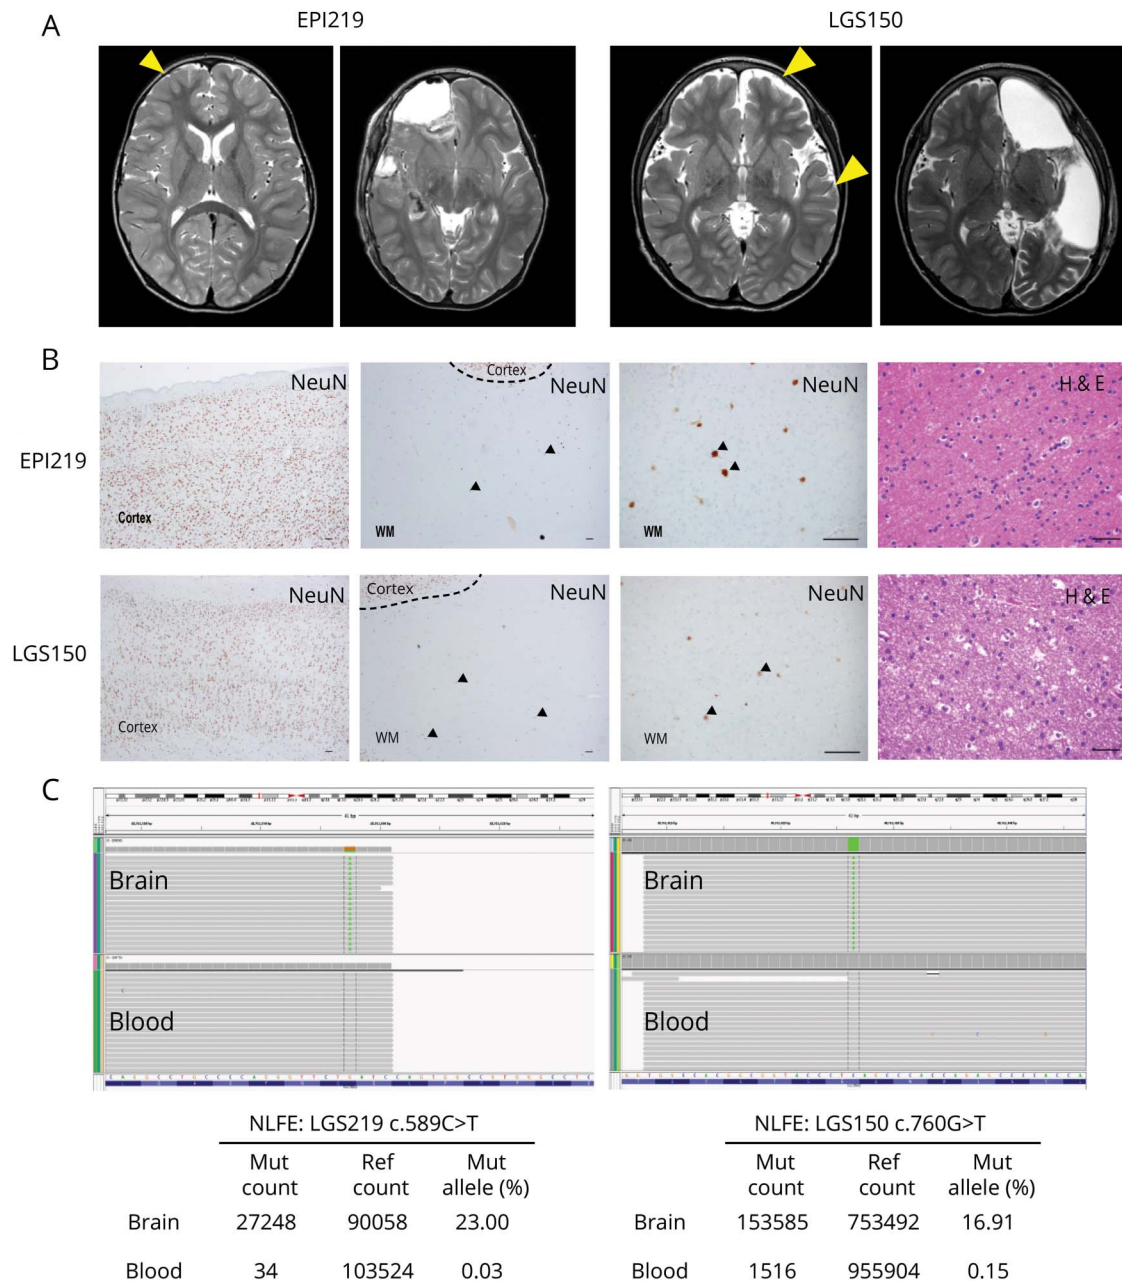 A
EPI219
LGS150
B
EPI219
NeuN
Cortex
Cortex
NeuN
WM
NeuN
WM
H & E
LGS150
NeuN
Cortex
Cortex
NeuN
WM
NeuN
WM
H & E
C
Brain
Blood
Brain
Blood
NLFE: LGS219 c.589C>T
Mut count Ref count Mut allele (%)
Brain 27248 90058 23.00
Blood 34 103524 0.03
NLFE: LGS150 c.760G>T
Mut count Ref count Mut allele (%)
Brain 153585 753492 16.91
Blood 1516 955904 0.15